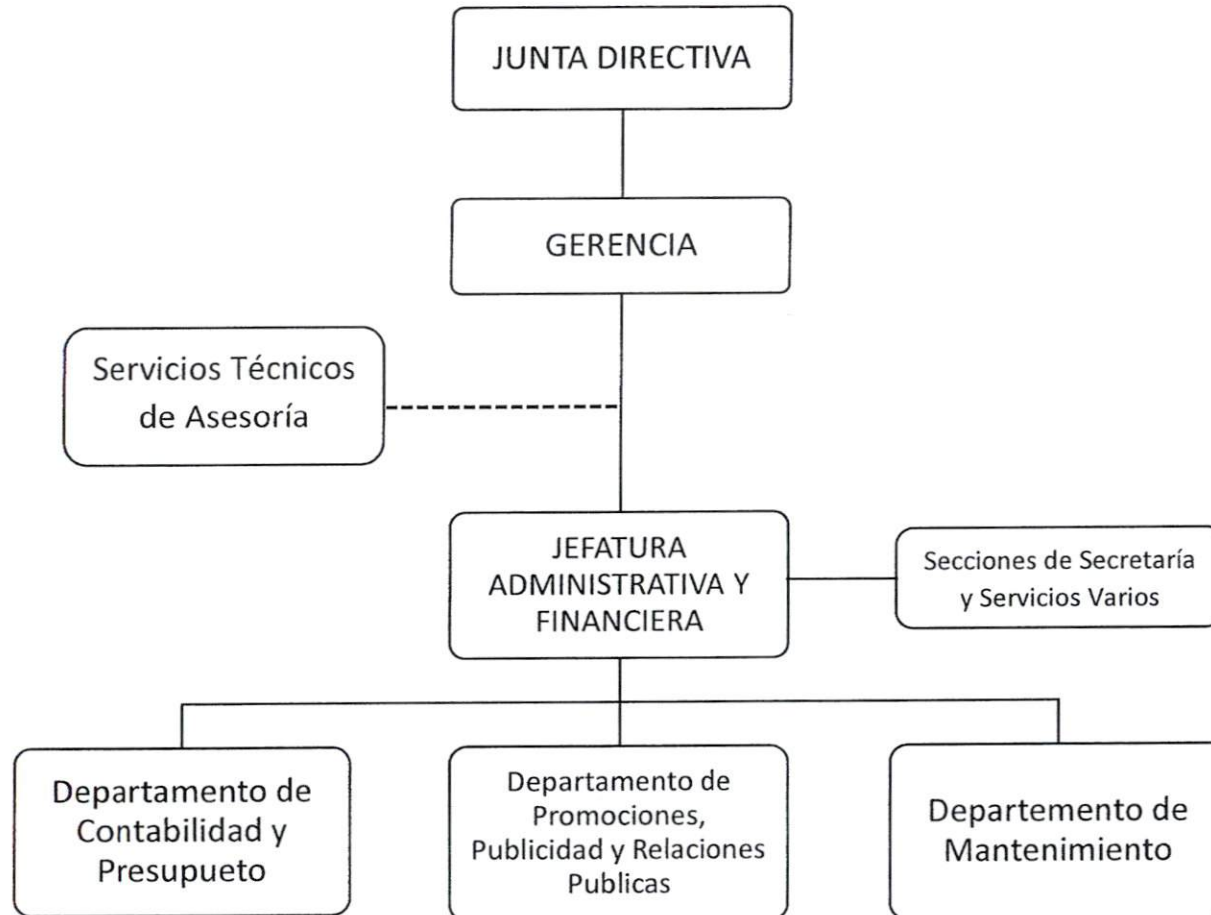 JUNTA DIRECTIVA
GERENCIA
Servicios Técnicos
de Asesoría
JEFATURA
ADMINISTRATIVA Y
FINANCIERA
Secciones de Secretaría
y Servicios Varios
Departamento de
Contabilidad y
Presupueto
Departamento de
Promociones,
Publicidad y Relaciones
Publicas
Departemento de
Mantenimiento